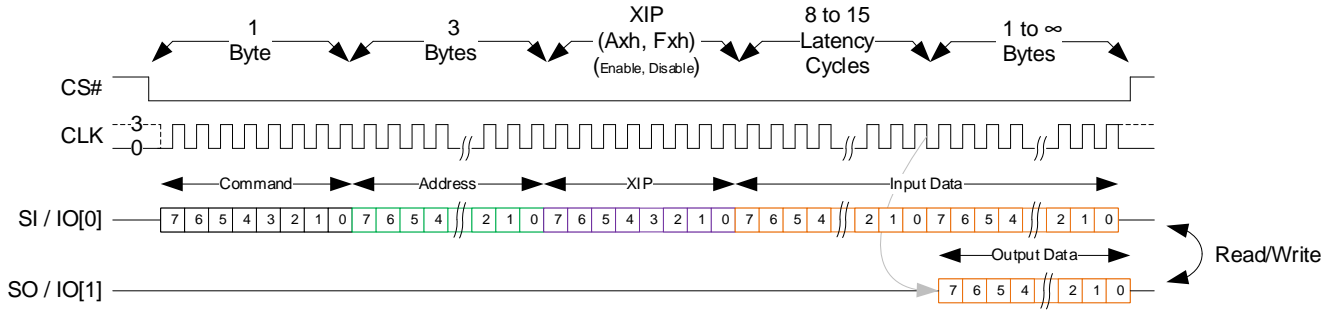 1 Byte
3 Bytes
XIP (Axh, Fxh) (Enable, Disable)
8 to 15 Latency Cycles
1 to ∞ Bytes
CS#
CLK
3
0
Command Address XIP Input Data
SI / IO[0] 7 6 5 4 3 2 1 0 7 6 5 4 2 1 0 7 6 5 4 3 2 1 0 7 6 5 4 2 1 0 7 6 5 4 2 1 0
Read/Write
Output Data
SO / IO[1] 7 6 5 4 2 1 0